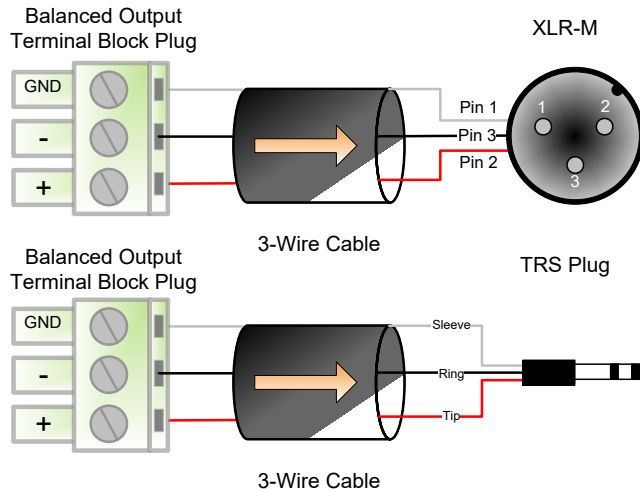 Balanced Output
Terminal Block Plug
XLR-M
GND
-
+
Pin 1
Pin 3
Pin 2
1
2
3
3-Wire Cable
Balanced Output
Terminal Block Plug
TRS Plug
GND
-
+
Sleeve
Ring
Tip
3-Wire Cable